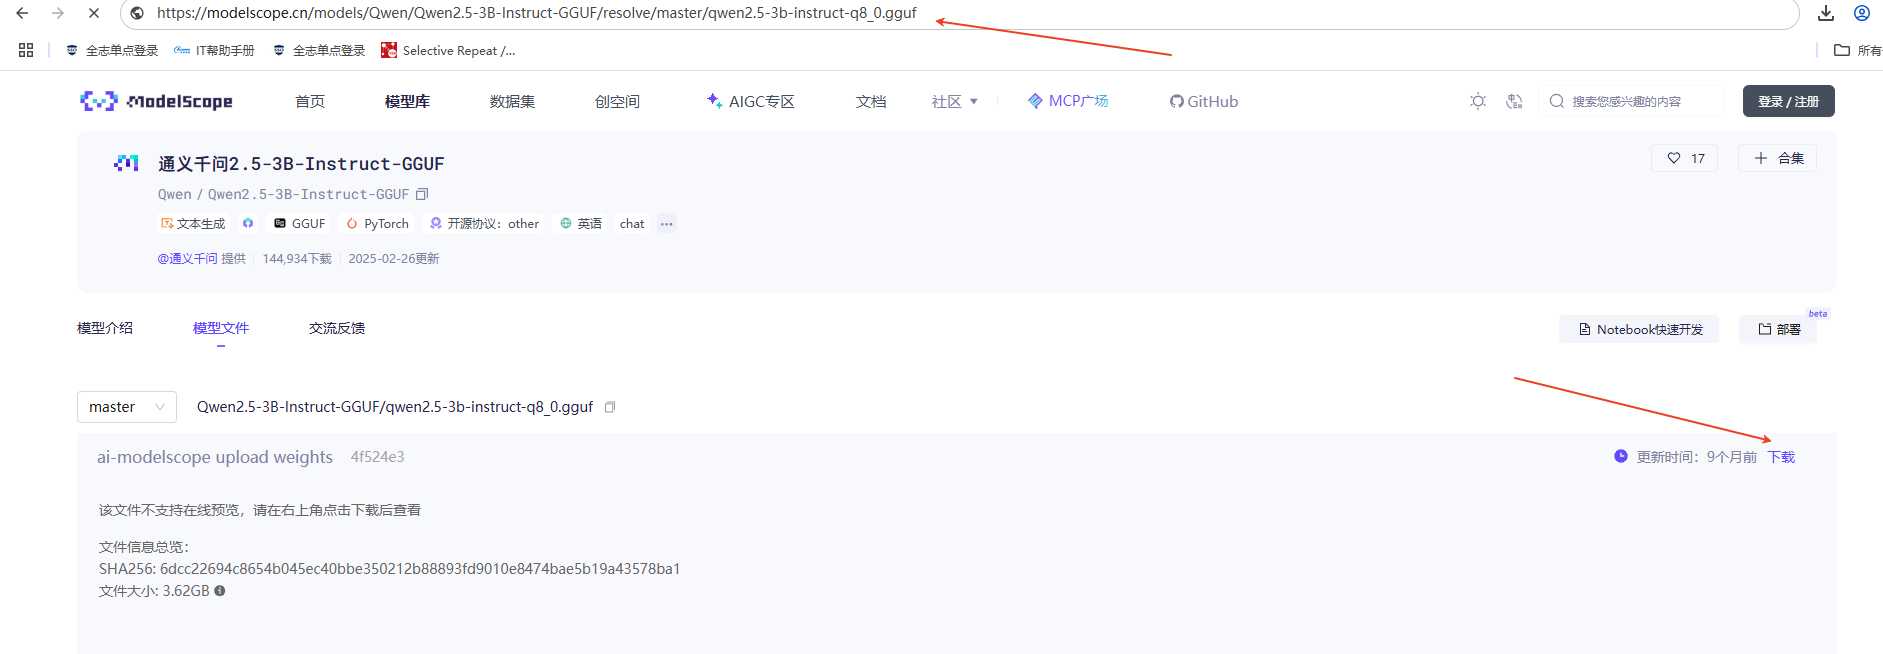 https://modelscope.cn/models/Qwen/Qwen2.5-3B-Instruct-GGUF/resolve/master/qwen2.5-3b-instruct-q8_0.gguf
全志单点登录 IT帮助手册 全志单点登录 Selective Repeat /... 所有
ModelScope 首页 模型库 数据集 创空间 AIGC专区 文档 社区 MCP广场 GitHub 搜索您感兴趣的内容 登录 / 注册
通义千问2.5-3B-Instruct-GGUF 17 合集
Qwen / Qwen2.5-3B-Instruct-GGUF
文本生成 GGUF PyTorch 开源协议: other 英语 chat ...
@通义千问 提供 144,934下载 2025-02-26更新
beta
模型介绍 模型文件 交流反馈 Notebook快速开发 部署
master Qwen2.5-3B-Instruct-GGUF/qwen2.5-3b-instruct-q8_0.gguf
ai-modelscope upload weights 4f524e3 更新时间: 9个月前 下载
该文件不支持在线预览，请在右上角点击下载后查看
文件信息总览:
SHA256: 6dcc22694c8654b045ec40bbe350212b88893fd9010e8474bae5b19a43578ba1
文件大小: 3.62GB